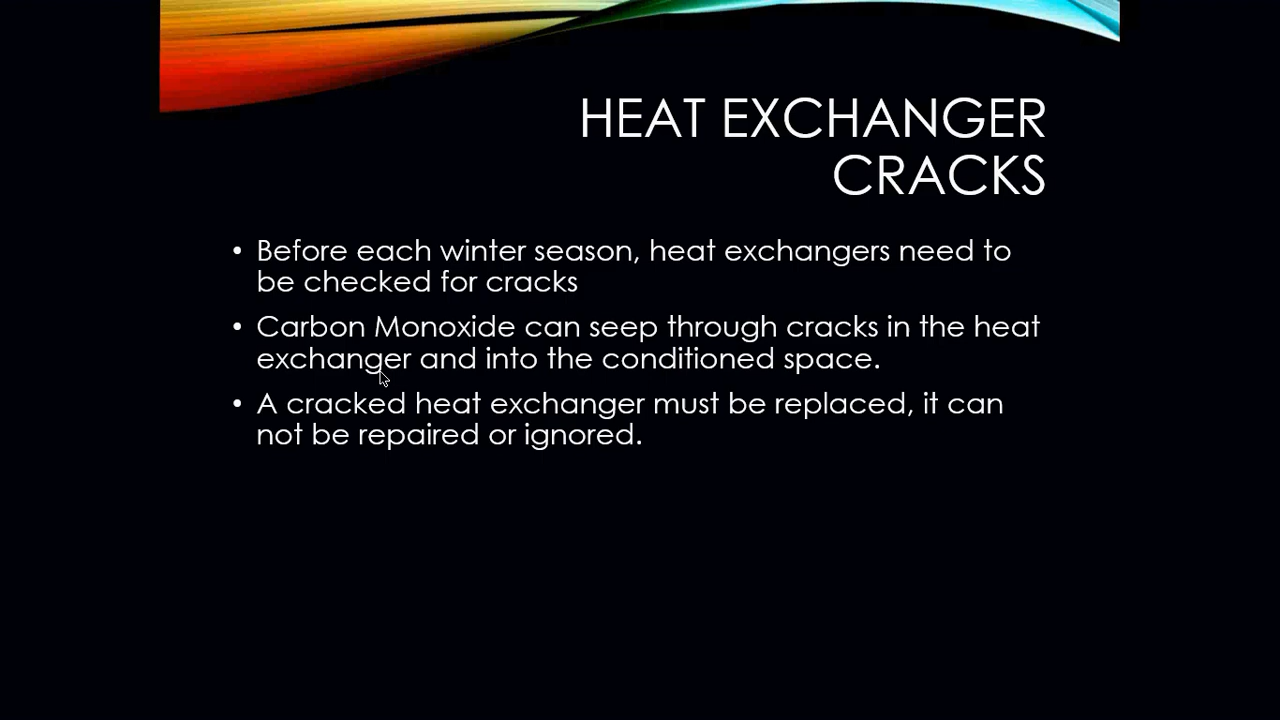 HEAT EXCHANGER
CRACKS
• Before each winter season, heat exchangers need to
be checked for cracks
• Carbon Monoxide can seep through cracks in the heat
exchanger and into the conditioned space.
• A cracked heat exchanger must be replaced, it can
not be repaired or ignored.